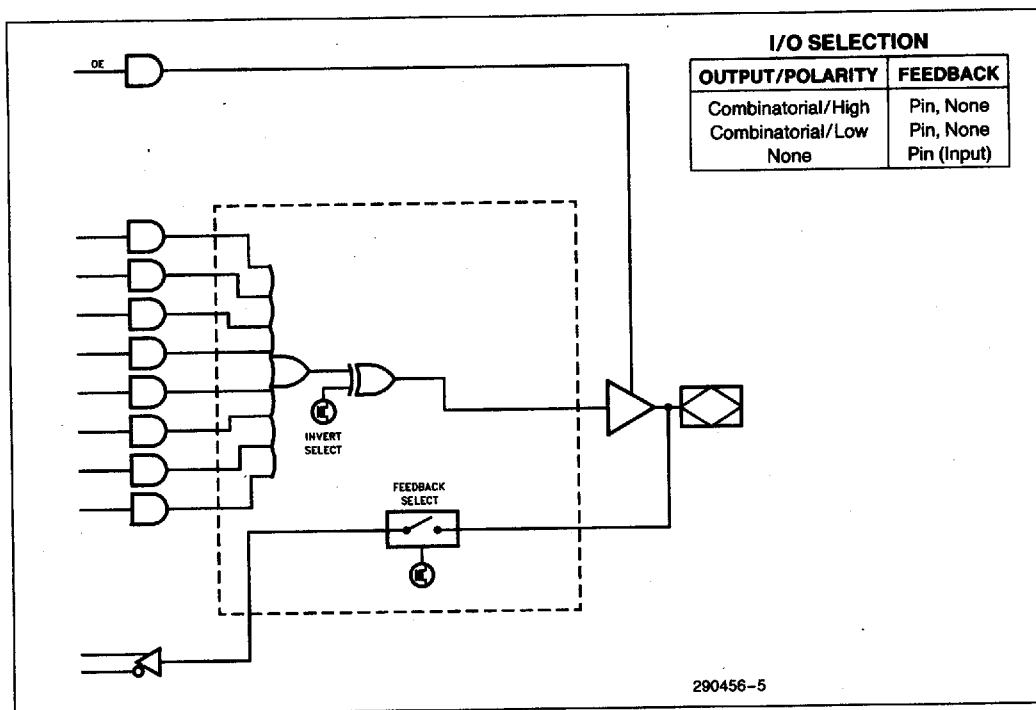 OE
I/O SELECTION
OUTPUT/POLARITY FEEDBACK
Combinatorial/High Pin, None
Combinatorial/Low Pin, None
None Pin (Input)
INVERT
SELECT
FEEDBACK
SELECT
290456-5